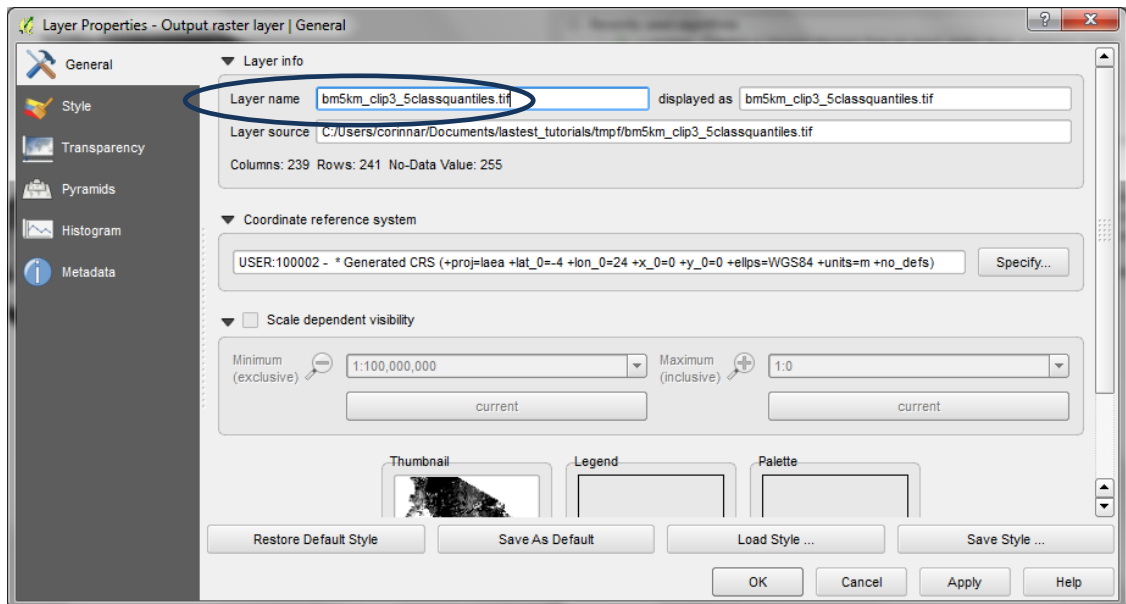 Layer Properties - Output raster layer | General
General
Style
Transparency
Pyramids
Histogram
Metadata
Layer info
Layer name bm5km_clip3_5classquantiles.tif displayed as bm5km_clip3_5classquantiles.tif
Layer source C:/Users/corinnar/Documents/lastest_tutorials/tmpf/bm5km_clip3_5classquantiles.tif
Columns: 239 Rows: 241 No-Data Value: 255
Coordinate reference system
USER:100002 - * Generated CRS (+proj=laea +lat_0=-4 +lon_0=24 +x_0=0 +y_0=0 +ellps=WGS84 +units=m +no_defs) Specify...
Scale dependent visibility
Minimum (exclusive) 1:100,000,000 Maximum (inclusive) 1:0
current current
Thumbnail Legend Palette
Restore Default Style Save As Default Load Style ... Save Style ...
OK Cancel Apply Help